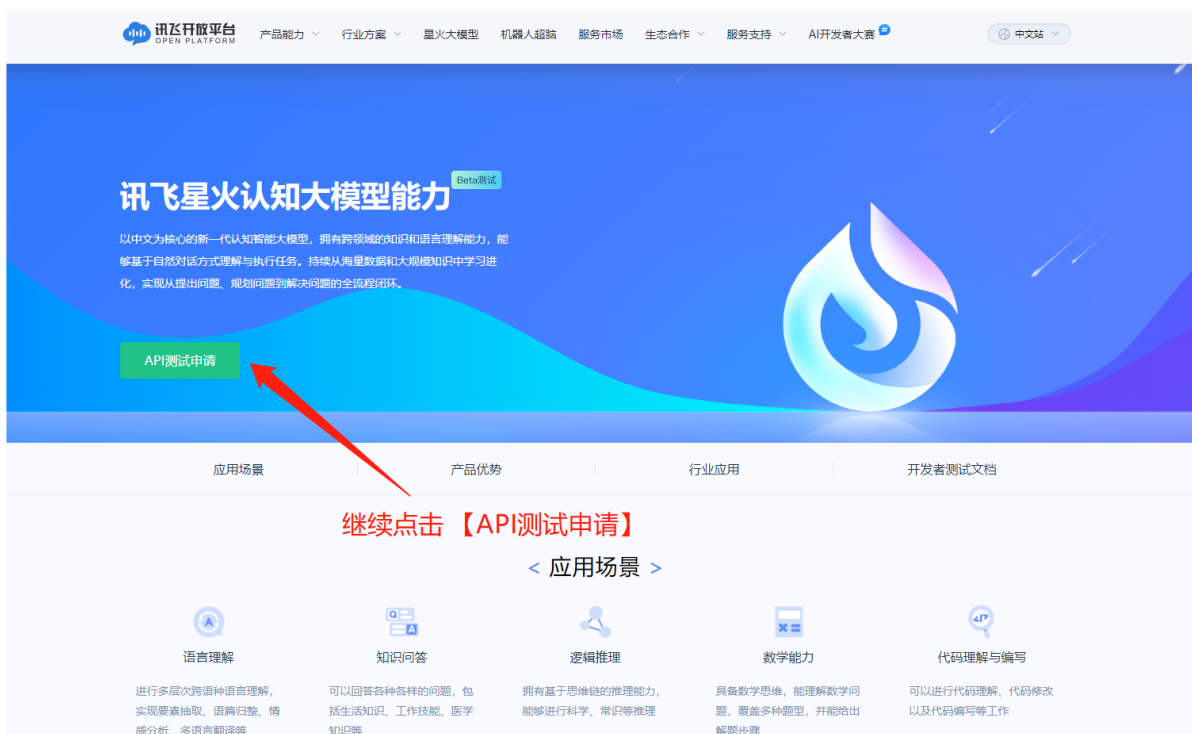 讯飞开放平台
OPEN PLATFORM
产品能力 行业方案 星火大模型 机器人超脑 服务市场 生态合作 服务支持 AI开发者大赛 #
中文站
讯飞星火认知大模型能力
Beta测试
以中文为核心的新一代认知智能大模型，拥有跨领域的知识和语言理解能力，能
够基于自然对话方式理解与执行任务。持续从海量数据和大规模知识中学习进
化，实现从提出问题、规划问题到解决问题的全流程闭环。
API测试申请
应用场景 产品优势 行业应用 开发者测试文档
继续点击 【API测试申请】
< 应用场景 >
语言理解
进行多层次跨语种语言理解，
实现要素抽取、语篇归整、情
感分析、多语言翻译等
Q
A
知识问答
可以回答各种各样的问题，包
括生活知识、工作技能、医学
知识等
逻辑推理
拥有基于思维链的推理能力，
能够进行科学、常识等推理
数学能力
具备数学思维，能理解数学问
题，覆盖多种题型，并能给出
解题步骤
代码理解与编写
可以进行代码理解、代码修改
以及代码编写等工作